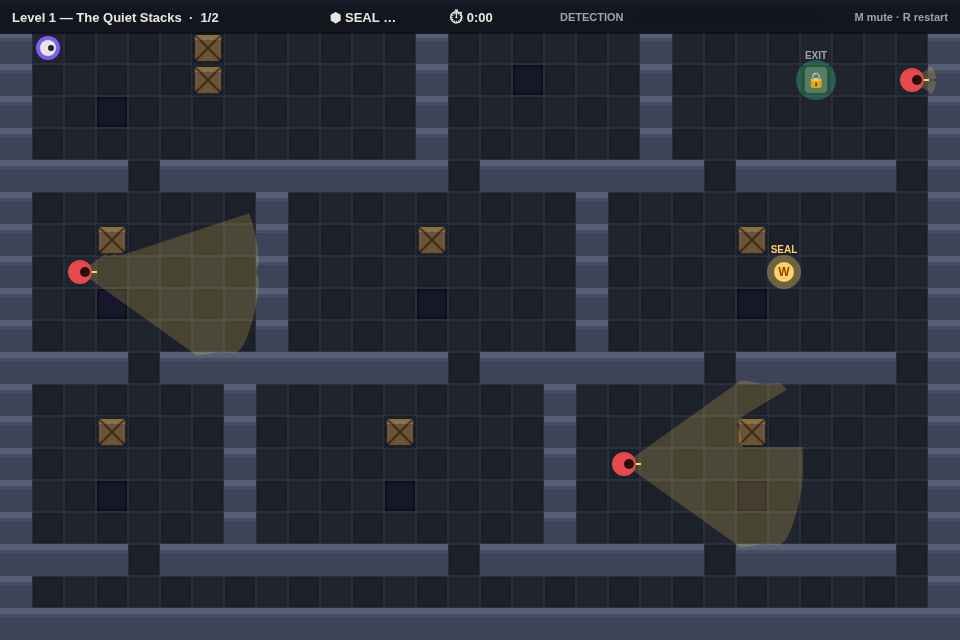 Level 1 — The Quiet Stacks · 1/2
⬢ SEAL …
⏱ 0:00
DETECTION
M mute · R restart
EXIT
SEAL
W